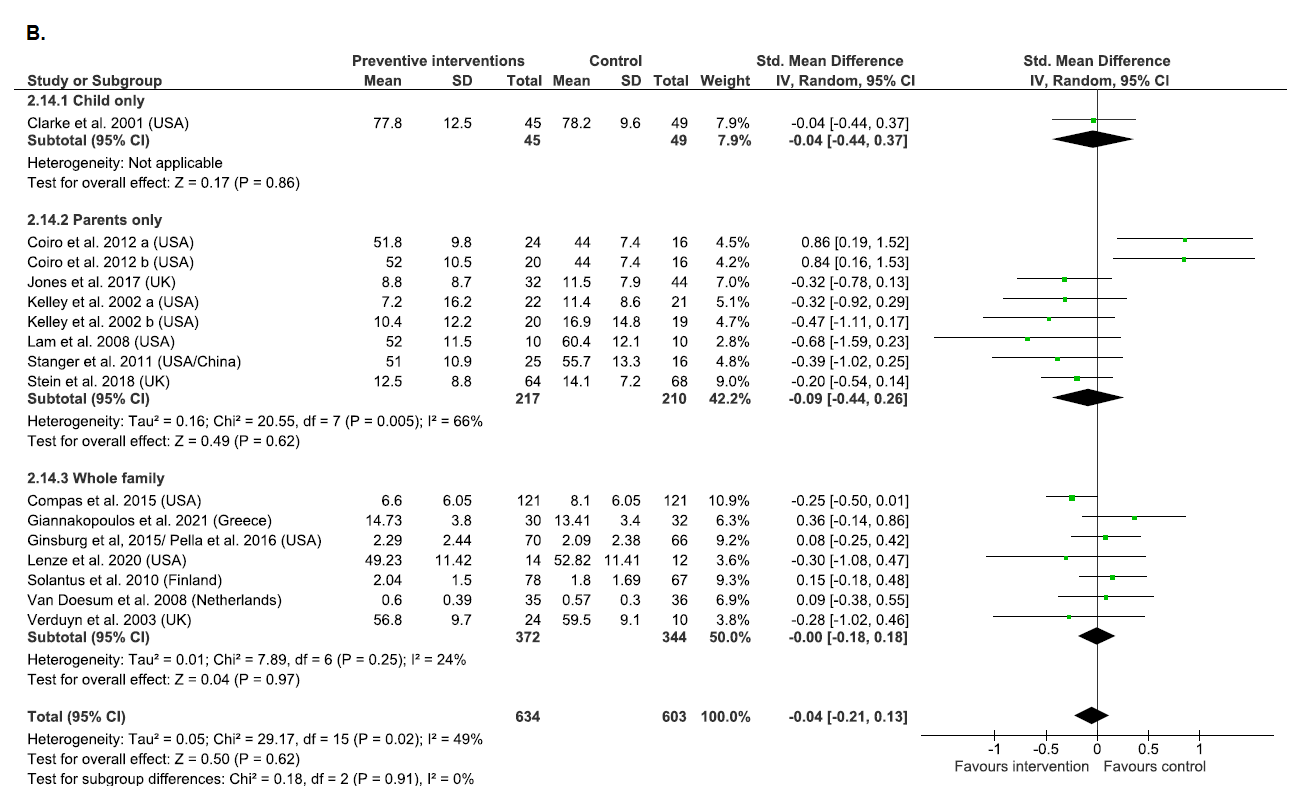 B.
Preventive interventions Control Std. Mean Difference Std. Mean Difference
Study or Subgroup Mean SD Total Mean SD Total Weight IV, Random, 95% CI IV, Random, 95% CI
2.14.1 Child only
Clarke et al. 2001 (USA) 77.8 12.5 45 78.2 9.6 49 7.9% -0.04 [-0.44, 0.37]
Subtotal (95% CI) 45 49 7.9% -0.04 [-0.44, 0.37]
Heterogeneity: Not applicable
Test for overall effect: Z = 0.17 (P = 0.86)
2.14.2 Parents only
Coiro et al. 2012 a (USA) 51.8 9.8 24 44 7.4 16 4.5% 0.86 [0.19, 1.52]
Coiro et al. 2012 b (USA) 52 10.5 20 44 7.4 16 4.2% 0.84 [0.16, 1.53]
Jones et al. 2017 (UK) 8.8 8.7 32 11.5 7.9 44 7.0% -0.32 [-0.78, 0.13]
Kelley et al. 2002 a (USA) 7.2 16.2 22 11.4 8.6 21 5.1% -0.32 [-0.92, 0.29]
Kelley et al. 2002 b (USA) 10.4 12.2 20 16.9 14.8 19 4.7% -0.47 [-1.11, 0.17]
Lam et al. 2008 (USA) 52 11.5 10 60.4 12.1 10 2.8% -0.68 [-1.59, 0.23]
Stanger et al. 2011 (USA/China) 51 10.9 25 55.7 13.3 16 4.8% -0.39 [-1.02, 0.25]
Stein et al. 2018 (UK) 12.5 8.8 64 14.1 7.2 68 9.0% -0.20 [-0.54, 0.14]
Subtotal (95% CI) 217 210 42.2% -0.09 [-0.44, 0.26]
Heterogeneity: Tau² = 0.16; Chi² = 20.55, df = 7 (P = 0.005); I² = 66%
Test for overall effect: Z = 0.49 (P = 0.62)
2.14.3 Whole family
Compas et al. 2015 (USA) 6.6 6.05 121 8.1 6.05 121 10.9% -0.25 [-0.50, 0.01]
Giannakopoulos et al. 2021 (Greece) 14.73 3.8 30 13.41 3.4 32 6.3% 0.36 [-0.14, 0.86]
Ginsburg et al, 2015/ Pella et al. 2016 (USA) 2.29 2.44 70 2.09 2.38 66 9.2% 0.08 [-0.25, 0.42]
Lenze et al. 2020 (USA) 49.23 11.42 14 52.82 11.41 12 3.6% -0.30 [-1.08, 0.47]
Solantus et al. 2010 (Finland) 2.04 1.5 78 1.8 1.69 67 9.3% 0.15 [-0.18, 0.48]
Van Doesum et al. 2008 (Netherlands) 0.6 0.39 35 0.57 0.3 36 6.9% 0.09 [-0.38, 0.55]
Verduyn et al. 2003 (UK) 56.8 9.7 24 59.5 9.1 10 3.8% -0.28 [-1.02, 0.46]
Subtotal (95% CI) 372 344 50.0% -0.00 [-0.18, 0.18]
Heterogeneity: Tau² = 0.01; Chi² = 7.89, df = 6 (P = 0.25); I² = 24%
Test for overall effect: Z = 0.04 (P = 0.97)
Total (95% CI) 634 603 100.0% -0.04 [-0.21, 0.13]
Heterogeneity: Tau² = 0.05; Chi² = 29.17, df = 15 (P = 0.02); I² = 49%
Test for overall effect: Z = 0.50 (P = 0.62)
Test for subgroup differences: Chi² = 0.18, df = 2 (P = 0.91), I² = 0%
-1 -0.5 0 0.5 1
Favours intervention Favours control